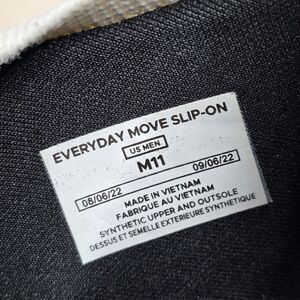 EVERYDAY MOVE SLIP-ON
US MEN
M11
08/06/22 09/06/22
MADE IN VIETNAM
FABRIQUE AU VIETNAM
SYNTHETIC UPPER AND OUTSOLE
DESSUS ET SEMELLE EXTERIEURE SYNTHETIQUE